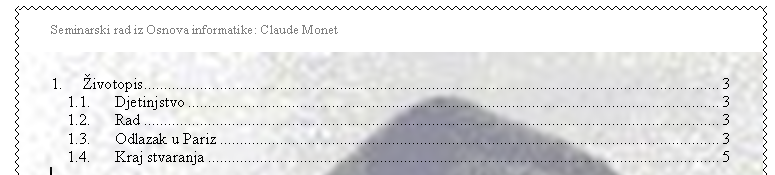 Seminarski rad iz Osnova informatike: Claude Monet
1. Životopis 3
1.1. Djetinjstvo 3
1.2. Rad 3
1.3. Odlazak u Pariz 3
1.4. Kraj stvaranja 5